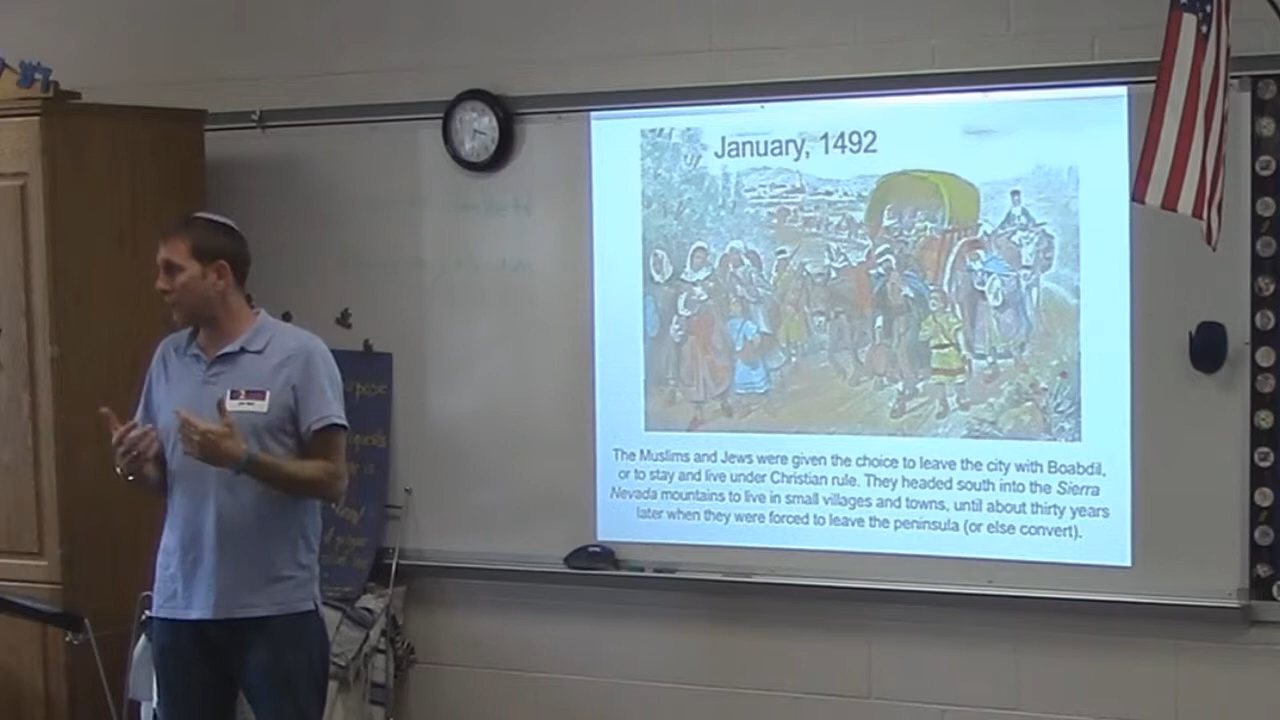 January, 1492
The Muslims and Jews were given the choice to leave the city with Boabdil,
or to stay and live under Christian rule. They headed south into the Sierra
Nevada mountains to live in small villages and towns, until about thirty years
later when they were forced to leave the peninsula (or else convert).